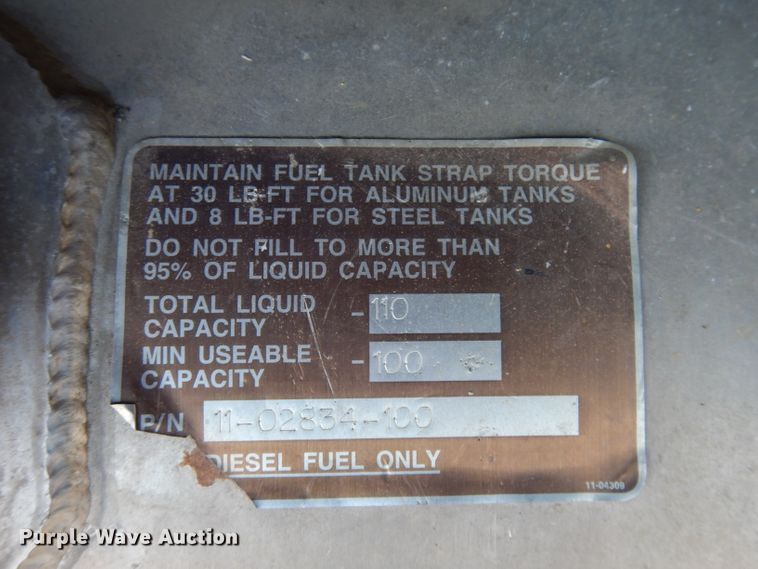 MAINTAIN FUEL TANK STRAP TORQUE
AT 30 LB-FT FOR ALUMINUM TANKS
AND 8 LB-FT FOR STEEL TANKS
DO NOT FILL TO MORE THAN
95% OF LIQUID CAPACITY
TOTAL LIQUID
CAPACITY - 110
MIN USEABLE
CAPACITY - 100
P/N 11-02834-100
DIESEL FUEL ONLY
11-04309
Purple Wave Auction